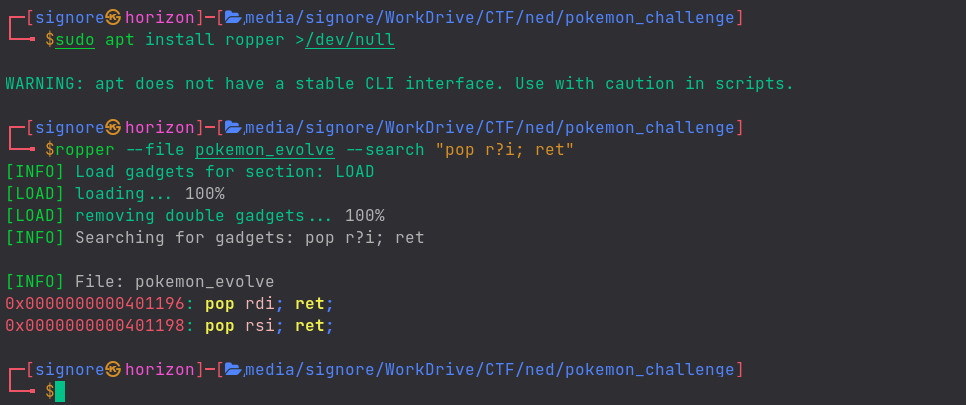 ┌─[signore㉿horizon]─[/media/signore/WorkDrive/CTF/ned/pokemon_challenge]
└──╼ $sudo apt install ropper >/dev/null
WARNING: apt does not have a stable CLI interface. Use with caution in scripts.
┌─[signore㉿horizon]─[/media/signore/WorkDrive/CTF/ned/pokemon_challenge]
└──╼ $ropper --file pokemon_evolve --search "pop r?i; ret"
[INFO] Load gadgets for section: LOAD
[LOAD] loading... 100%
[LOAD] removing double gadgets... 100%
[INFO] Searching for gadgets: pop r?i; ret
[INFO] File: pokemon_evolve
0x0000000000401196: pop rdi; ret;
0x0000000000401198: pop rsi; ret;
┌─[signore㉿horizon]─[/media/signore/WorkDrive/CTF/ned/pokemon_challenge]
└──╼ $